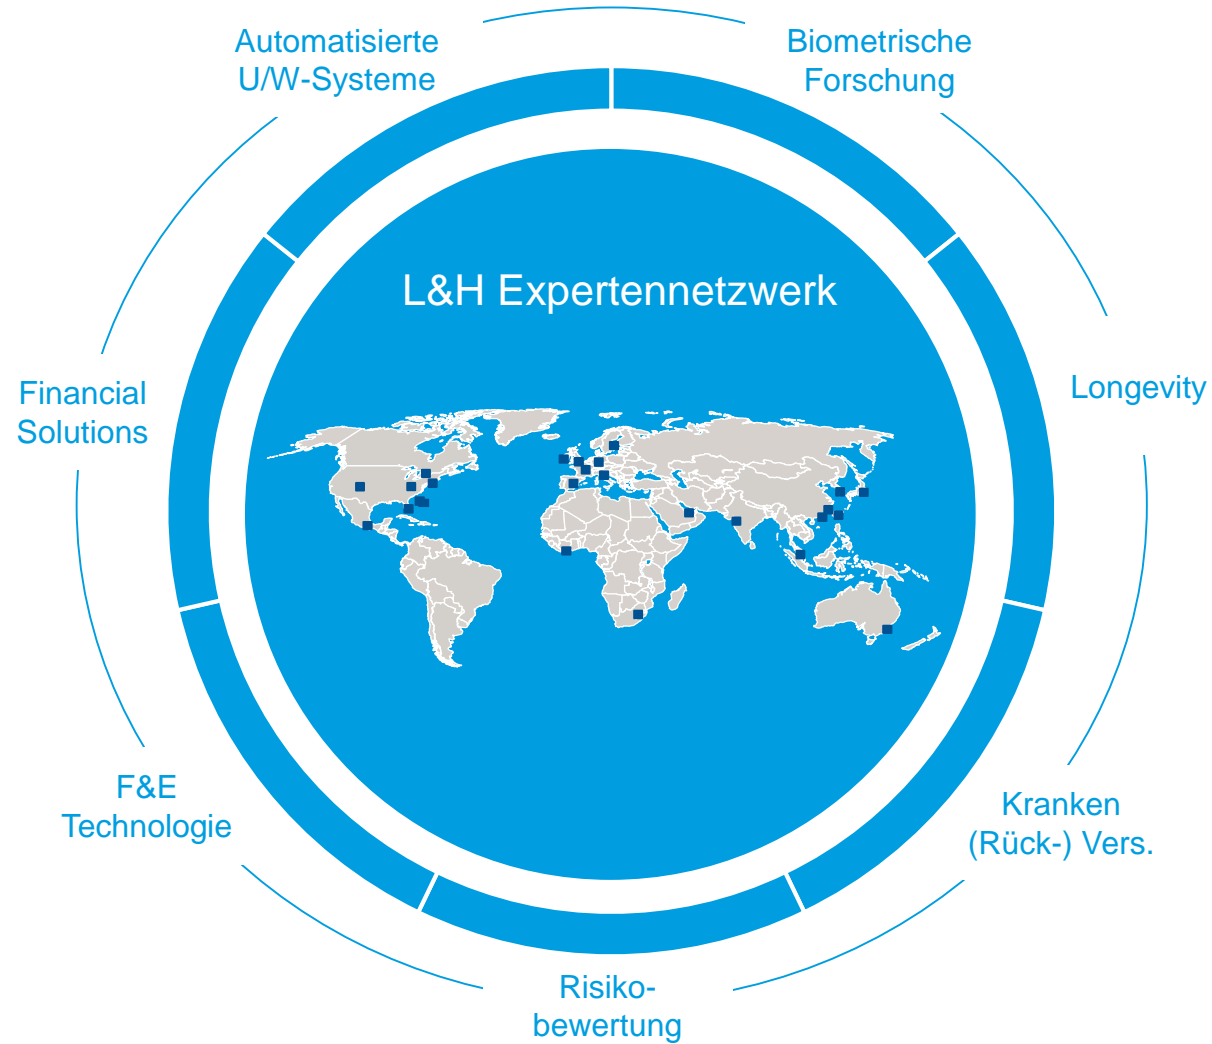 Automatisierte
U/W-Systeme
Biometrische
Forschung
L&H Expertennetzwerk
Financial
Solutions
Longevity
F&E
Technologie
Kranken
(Rück-) Vers.
Risiko-
bewertung